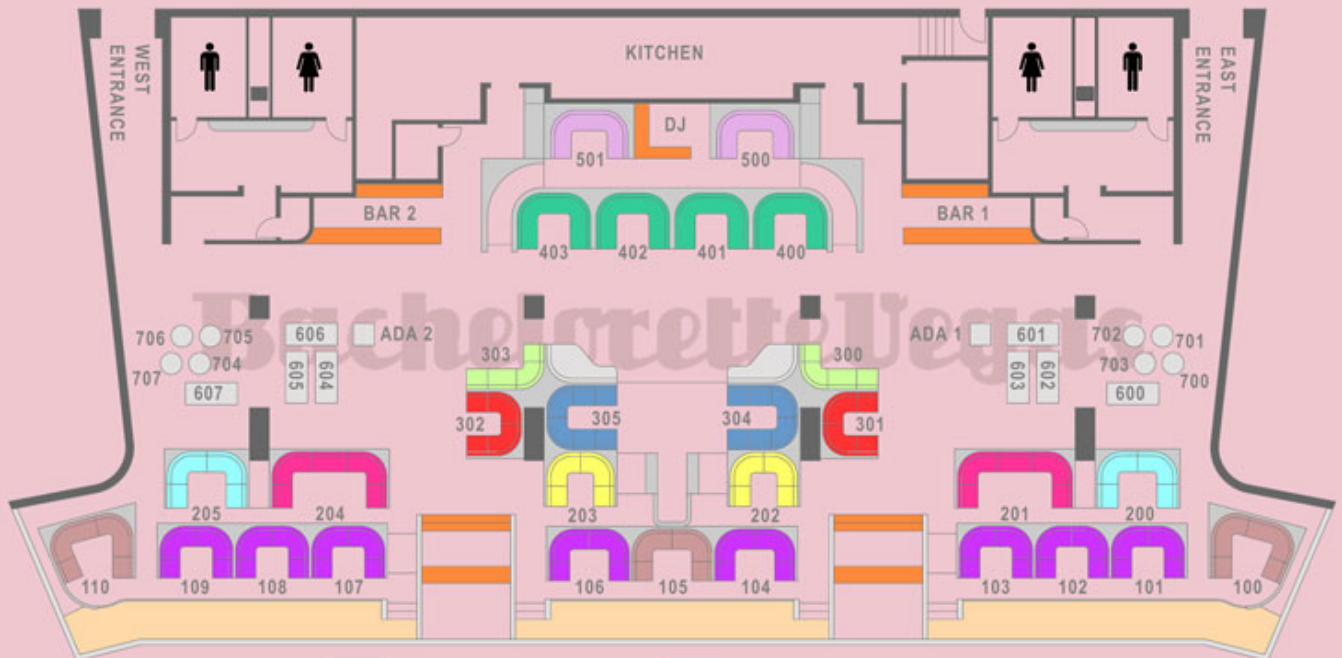 WEST ENTRANCE
KITCHEN
EAST ENTRANCE
DJ
501
500
BAR 2
BAR 1
403 402 401 400
BacheloretteVegas
706 705 606 ADA 2
ADA 1 601 702 701
303
300
707 704 605 604
603 602 703 700
607
600
302 305 304 301
205 204 203 202 201 200
110 109 108 107 106 105 104 103 102 101 100